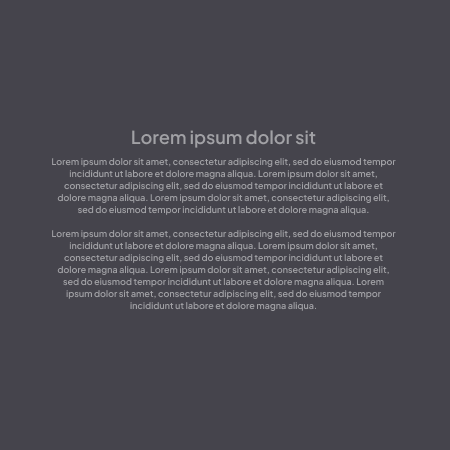 Lorem ipsum dolor sit
Lorem ipsum dolor sit amet, consectetur adipiscing elit, sed do eiusmod tempor
incididunt ut labore et dolore magna aliqua. Lorem ipsum dolor sit amet,
consectetur adipiscing elit, sed do eiusmod tempor incididunt ut labore et
dolore magna aliqua. Lorem ipsum dolor sit amet, consectetur adipiscing elit,
sed do eiusmod tempor incididunt ut labore et dolore magna aliqua.
Lorem ipsum dolor sit amet, consectetur adipiscing elit, sed do eiusmod tempor
incididunt ut labore et dolore magna aliqua. Lorem ipsum dolor sit amet,
consectetur adipiscing elit, sed do eiusmod tempor incididunt ut labore et
dolore magna aliqua. Lorem ipsum dolor sit amet, consectetur adipiscing elit,
sed do eiusmod tempor incididunt ut labore et dolore magna aliqua. Lorem
ipsum dolor sit amet, consectetur adipiscing elit, sed do eiusmod tempor
incididunt ut labore et dolore magna aliqua.